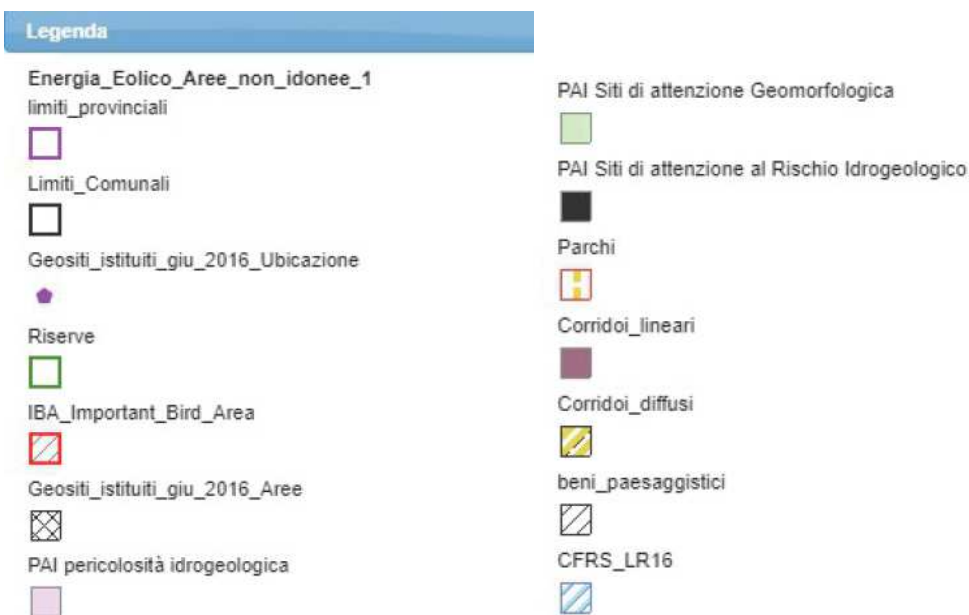 Legenda
Energia_Eolico_Aree_non_idonee_1
limiti_provinciali
Limiti_Comunali
Geositi_istituiti_giu_2016_Ubicazione
Riserve
IBA_Important_Bird_Area
Geositi_istituiti_giu_2016_Aree
PAI pericolosità idrogeologica
PAI Siti di attenzione Geomorfologica
PAI Siti di attenzione al Rischio Idrogeologico
Parchi
Corridoi_lineari
Corridoi_diffusi
beni_paesaggistici
CFRS_LR16